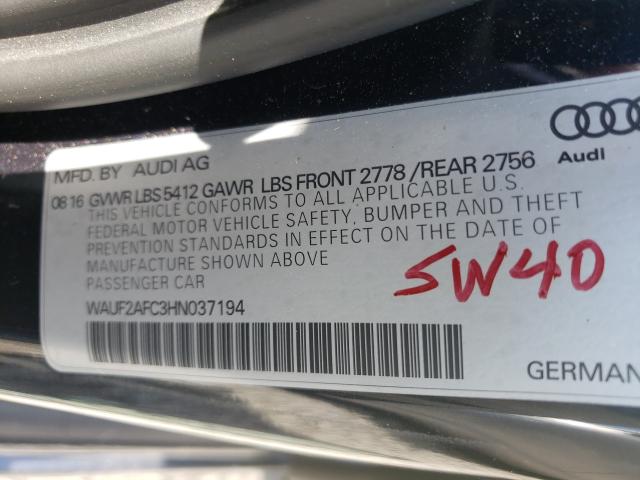 MFD. BY AUDI AG
Audi
08 16 GVWR LBS 5412 GAWR LBS FRONT 2778 / REAR 2756
THIS VEHICLE CONFORMS TO ALL APPLICABLE U.S.
FEDERAL MOTOR VEHICLE SAFETY, BUMPER AND THEFT
PREVENTION STANDARDS IN EFFECT ON THE DATE OF
MANUFACTURE SHOWN ABOVE
PASSENGER CAR
SW40
WAUF2AFC3HN037194
GERMAN